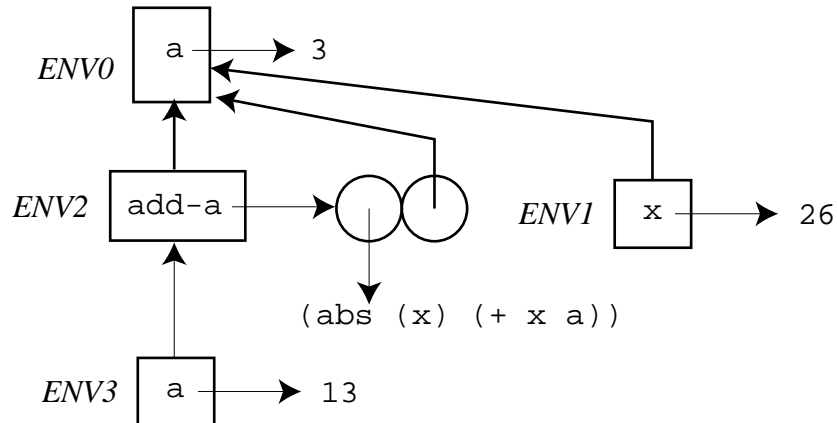 a 3
ENV0
ENV2 add-a ENV1 x 26
(abs (x) (+ x a))
ENV3 a 13